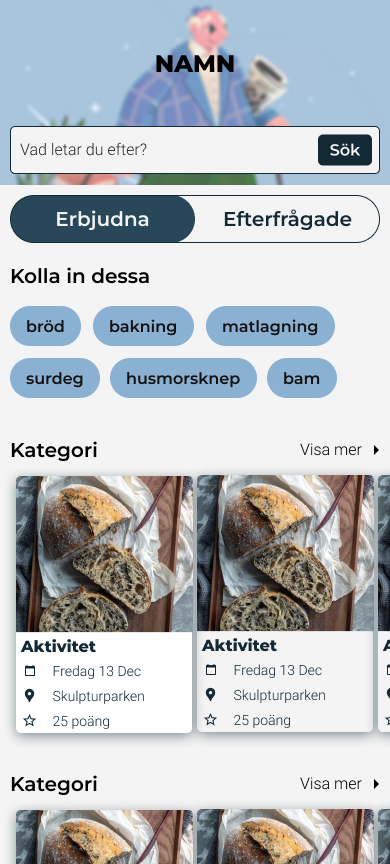 NAMN
Vad letar du efter?
Sök
Erbjudna
Efterfrågade
Kolla in dessa
bröd
bakning
matlagning
surdeg
husmorsknep
bam
Kategori
Visa mer
Aktivitet
Fredag 13 Dec
Skulpturparken
25 poäng
Aktivitet
Fredag 13 Dec
Skulpturparken
25 poäng
Kategori
Visa mer